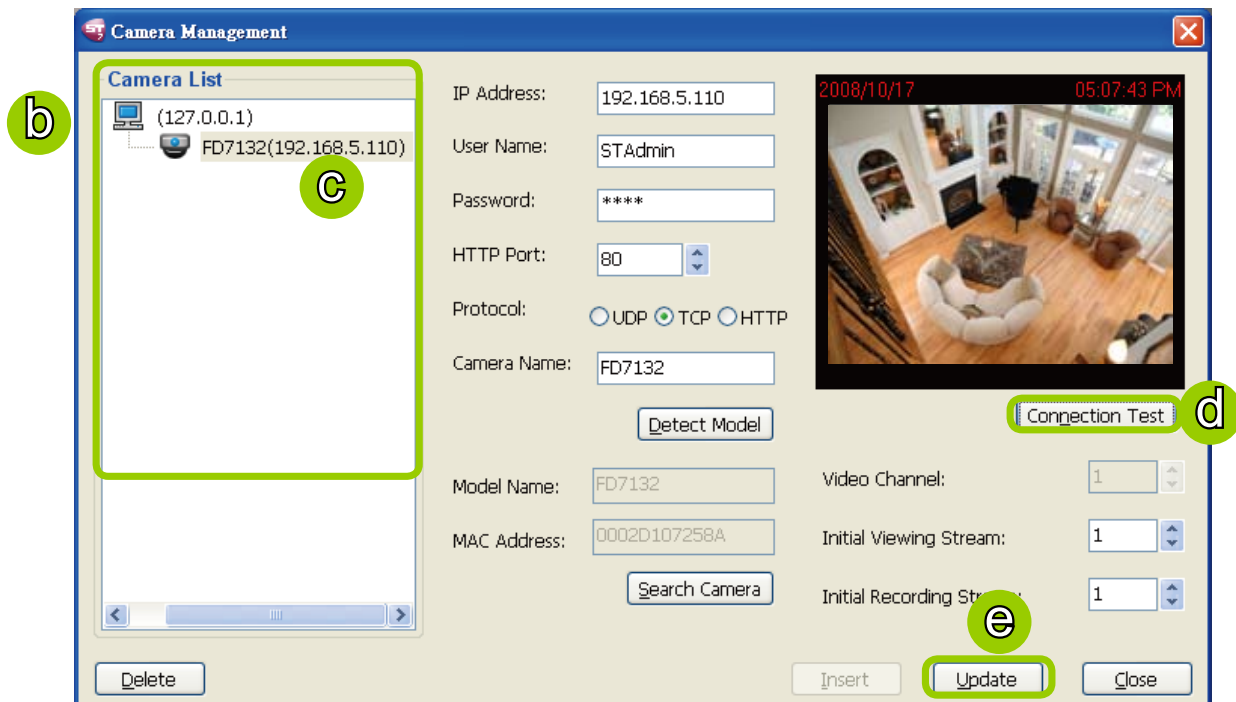 Camera Management
Camera List
b
(127.0.0.1)
FD7132(192.168.5.110)
c
IP Address:
192.168.5.110
User Name:
STAdmin
Password:
****
HTTP Port:
80
Protocol:
UDP TCP HTTP
Camera Name:
FD7132
Detect Model
Model Name:
FD7132
MAC Address:
0002D107258A
Search Camera
2008/10/17 05:07:43 PM
Connection Test
d
Video Channel:
1
Initial Viewing Stream:
1
Initial Recording
1
e
Delete
Insert
Update
Close